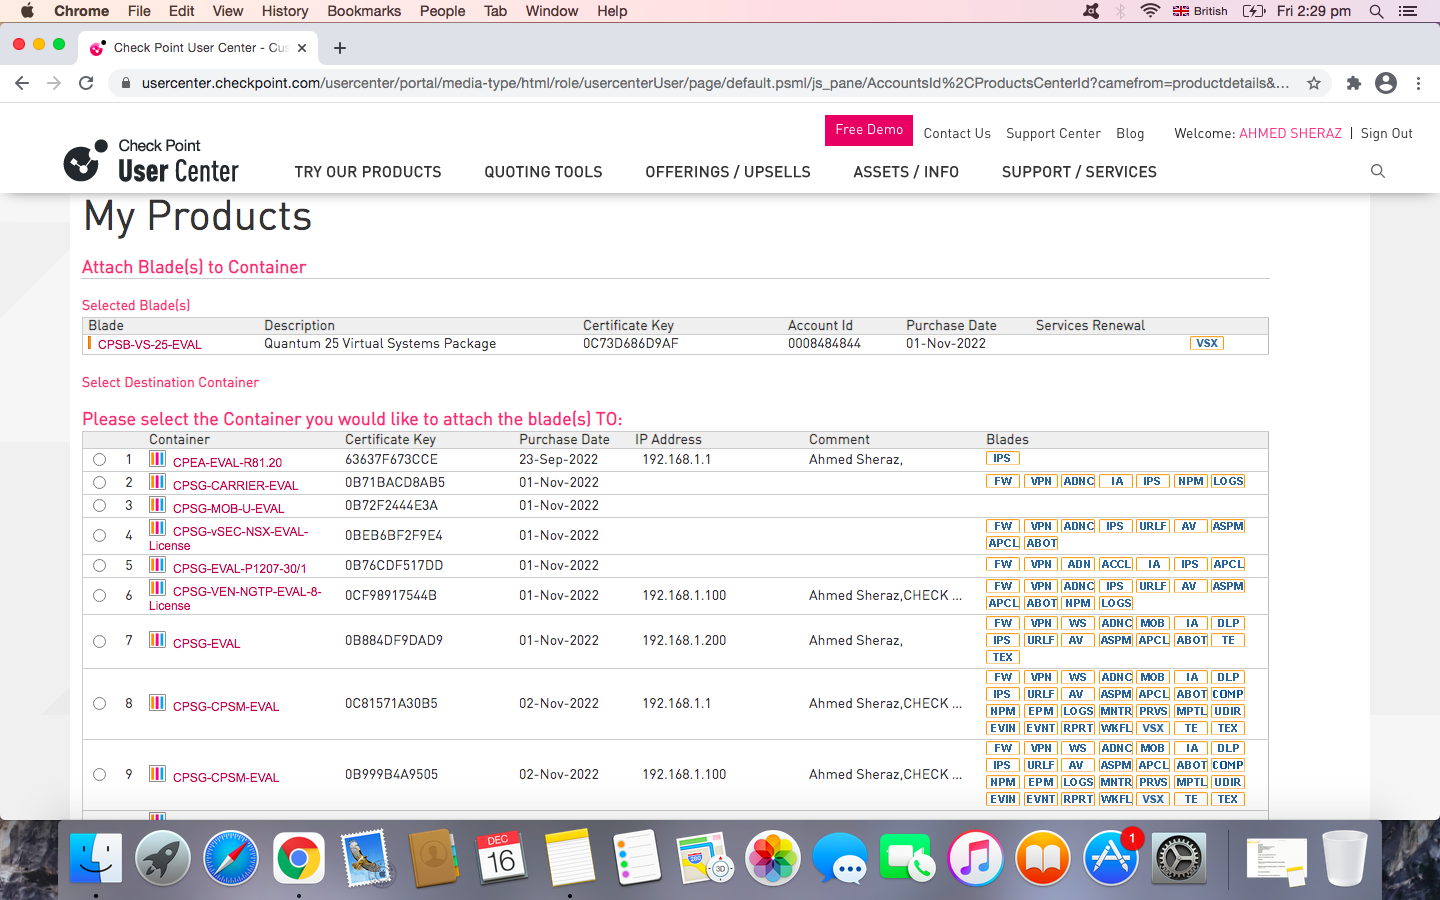 Chrome File Edit View History Bookmarks People Tab Window Help British Fri 2:29 pm
Check Point User Center - Cus
usercenter.checkpoint.com/usercenter/portal/media-type/html/role/usercenterUser/page/default.psml/js_pane/AccountsId%2CProductsCenterId?camefrom=productdetails&...
Free Demo Contact Us Support Center Blog Welcome: AHMED SHERAZ | Sign Out
Check Point
User Center
TRY OUR PRODUCTS QUOTING TOOLS OFFERINGS / UPSELLS ASSETS / INFO SUPPORT / SERVICES
My Products
Attach Blade(s) to Container
Selected Blade(s)
Blade Description Certificate Key Account Id Purchase Date Services Renewal
CPSB-VS-25-EVAL Quantum 25 Virtual Systems Package 0C73D686D9AF 0008484844 01-Nov-2022 VSX
Select Destination Container
Please select the Container you would like to attach the blade(s) TO:
Container Certificate Key Purchase Date IP Address Comment Blades
1 CPEA-EVAL-R81.20 63637F673CCE 23-Sep-2022 192.168.1.1 Ahmed Sheraz, IPS
2 CPSG-CARRIER-EVAL 0B71BACD8AB5 01-Nov-2022 FW VPN ADNC IA IPS NPM LOGS
3 CPSG-MOB-U-EVAL 0B72F2444E3A 01-Nov-2022
4 CPSG-vSEC-NSX-EVAL-License 0BEB6BF2F9E4 01-Nov-2022 FW VPN ADNC IPS URLF AV ASPM
APCL ABOT
5 CPSG-EVAL-P1207-30/1 0B76CDF517DD 01-Nov-2022 FW VPN ADN ACCL IA IPS APCL
6 CPSG-VEN-NGTP-EVAL-8-License 0CF98917544B 01-Nov-2022 192.168.1.100 Ahmed Sheraz,CHECK ... FW VPN ADNC IPS URLF AV ASPM
APCL ABOT NPM LOGS
7 CPSG-EVAL 0B884DF9DAD9 01-Nov-2022 192.168.1.200 Ahmed Sheraz, FW VPN WS ADNC MOB IA DLP
IPS URLF AV ASPM APCL ABOT TE
TEX
8 CPSG-CPSM-EVAL 0C81571A30B5 02-Nov-2022 192.168.1.1 Ahmed Sheraz,CHECK ... FW VPN WS ADNC MOB IA DLP
IPS URLF AV ASPM APCL ABOT COMP
NPM EPM LOGS MNTR PRVS MPTL UDIR
EVIN EVNT RPRT WKFL VSX TE TEX
9 CPSG-CPSM-EVAL 0B999B4A9505 02-Nov-2022 192.168.1.100 Ahmed Sheraz,CHECK ... FW VPN WS ADNC MOB IA DLP
IPS URLF AV ASPM APCL ABOT COMP
NPM EPM LOGS MNTR PRVS MPTL UDIR
EVIN EVNT RPRT WKFL VSX TE TEX
DEC
16
280
3D
1